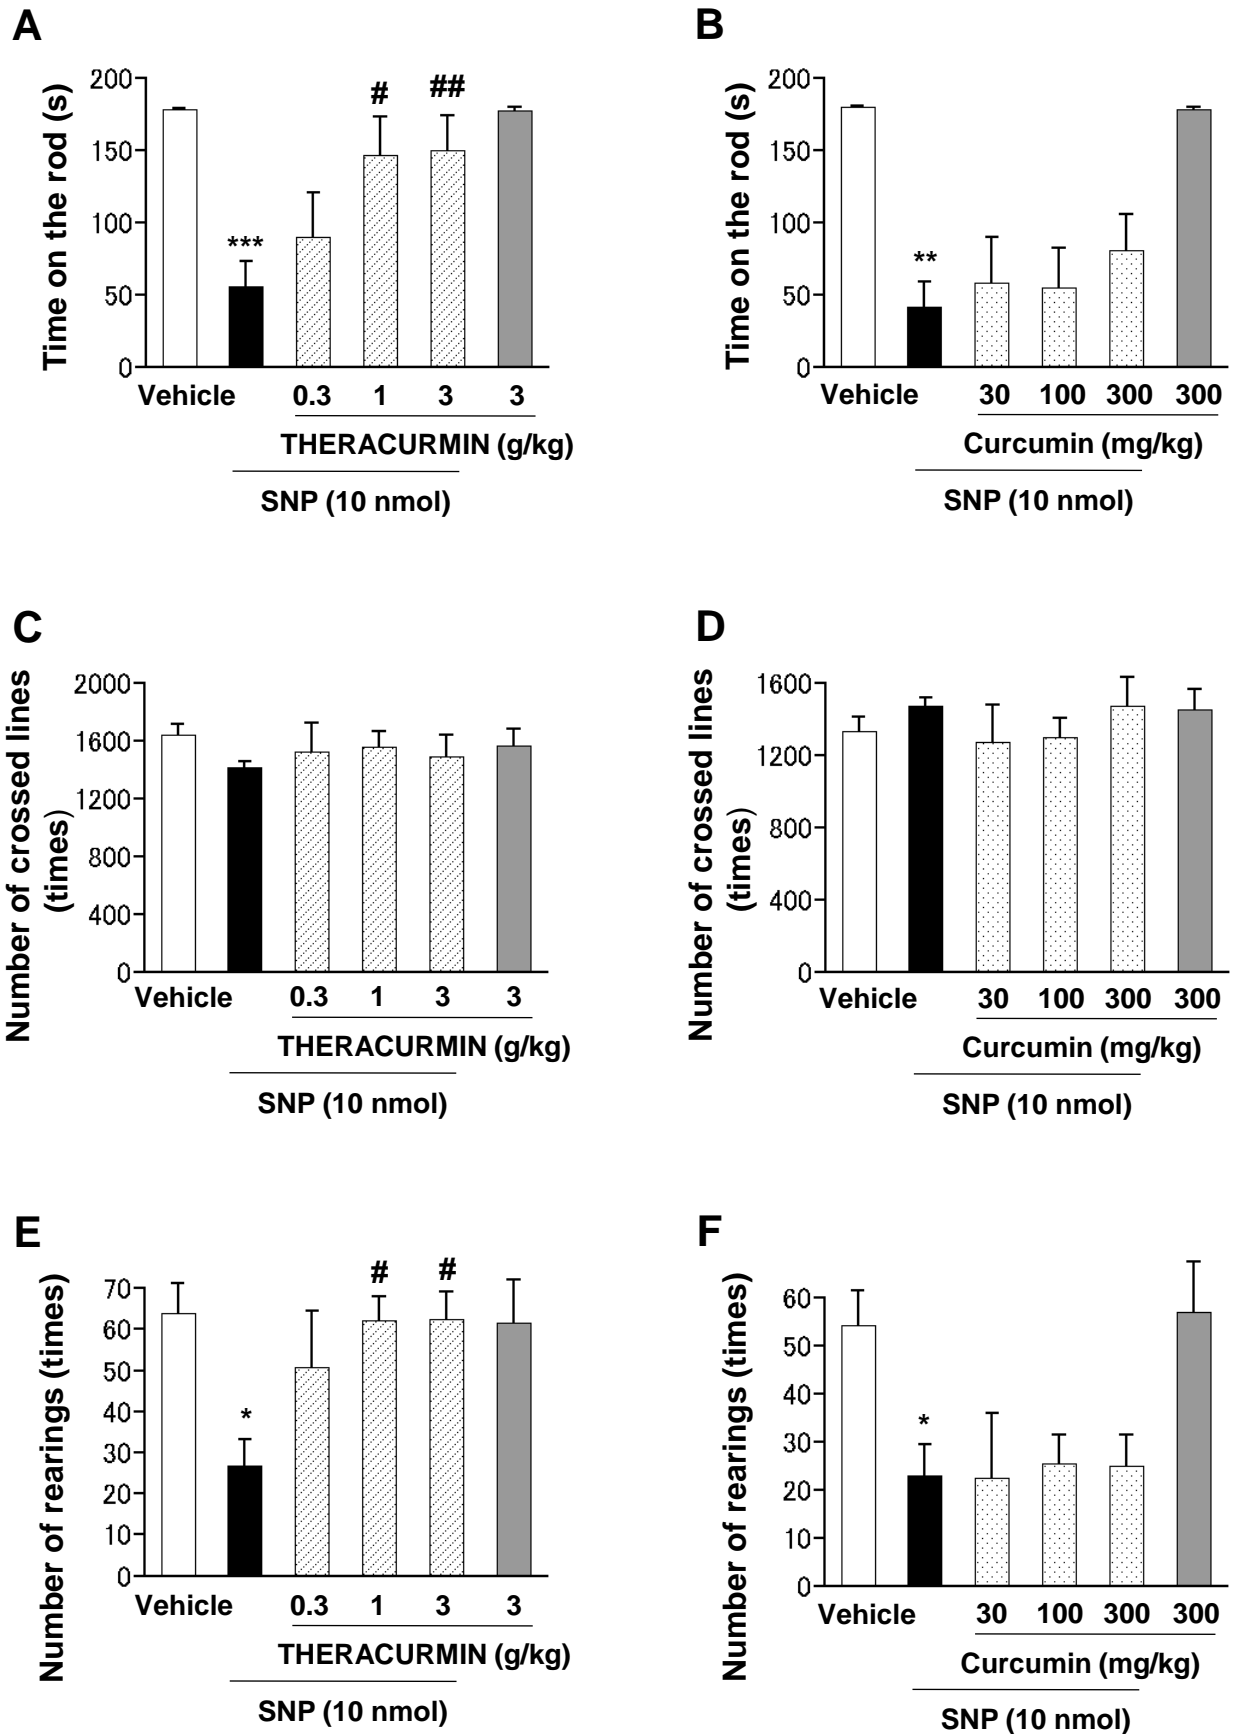 A
Time on the rod (s)
200
150
100
50
0
***
#
##
Vehicle
0.3 1 3 3
THERACURMIN (g/kg)
SNP (10 nmol)
B
Time on the rod (s)
200
150
100
50
0
**
Vehicle
30 100 300 300
Curcumin (mg/kg)
SNP (10 nmol)
C
Number of crossed lines
(times)
2000
1600
1200
800
400
0
Vehicle
0.3 1 3 3
THERACURMIN (g/kg)
SNP (10 nmol)
D
Number of crossed lines
(times)
1600
1200
800
400
0
Vehicle
30 100 300 300
Curcumin (mg/kg)
SNP (10 nmol)
E
Number of rearings (times)
70
60
50
40
30
20
10
0
*
#
#
Vehicle
0.3 1 3 3
THERACURMIN (g/kg)
SNP (10 nmol)
F
Number of rearings (times)
60
50
40
30
20
10
0
*
Vehicle
30 100 300 300
Curcumin (mg/kg)
SNP (10 nmol)